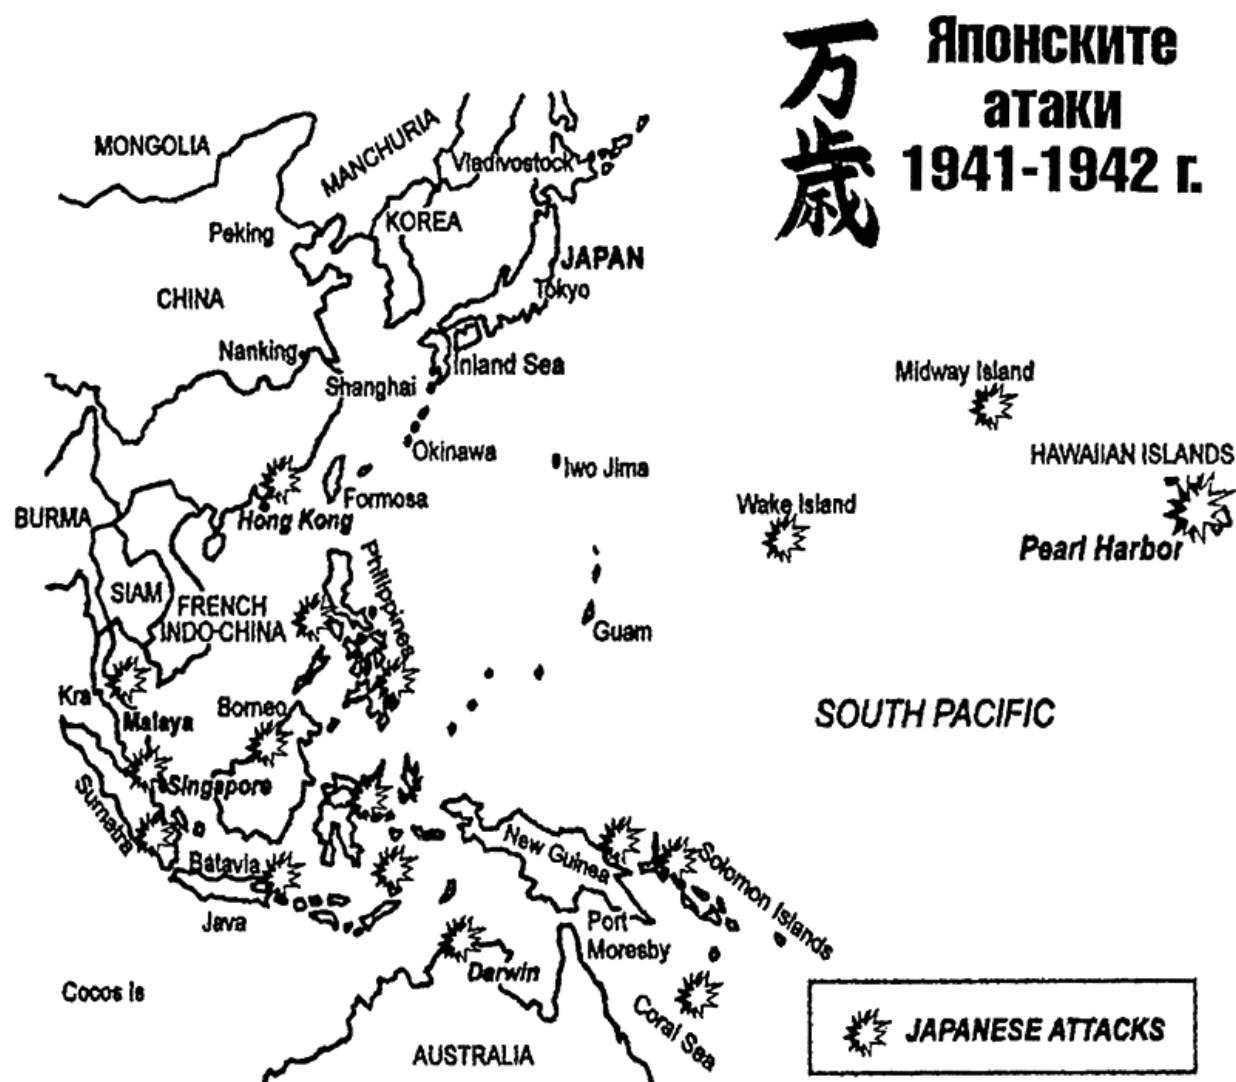 万
歳
Японските
атаки
1941-1942 г.
MONGOLIA
MANCHURIA
Vladivostock
Peking
KOREA
JAPAN
Tokyo
CHINA
Nanking
Inland Sea
Shanghai
Midway Island
Okinawa
Iwo Jima
HAWAIIAN ISLANDS
Formosa
Wake Island
BURMA
Hong Kong
Pearl Harbor
Philippines
SIAM
FRENCH
INDO-CHINA
Guam
Kra
Malaya
Borneo
SOUTH PACIFIC
Singapore
Sumatra
New Guinea
Solomon Islands
Batavia
Java
Port
Moresby
Darwin
Cocos Is
Coral Sea
AUSTRALIA
JAPANESE ATTACKS